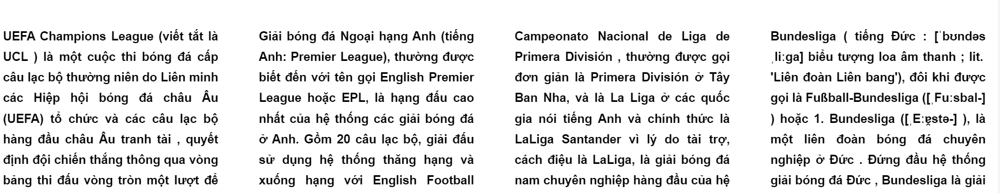 UEFA Champions League (viết tắt là
UCL ) là một cuộc thi bóng đá cấp
câu lạc bộ thường niên do Liên minh
các Hiệp hội bóng đá châu Âu
(UEFA) tổ chức và các câu lạc bộ
hàng đầu châu Âu tranh tài , quyết
định đội chiến thắng thông qua vòng
bảng thi đấu vòng tròn một lượt để
Giải bóng đá Ngoại hạng Anh (tiếng
Anh: Premier League), thường được
biết đến với tên gọi English Premier
League hoặc EPL, là hạng đấu cao
nhất của hệ thống các giải bóng đá
ở Anh. Gồm 20 câu lạc bộ, giải đấu
sử dụng hệ thống thăng hạng và
xuống hạng với English Football
Campeonato Nacional de Liga de
Primera División , thường được gọi
đơn giản là Primera División ở Tây
Ban Nha, và là La Liga ở các quốc
gia nói tiếng Anh và chính thức là
LaLiga Santander vì lý do tài trợ,
cách điệu là LaLiga, là giải bóng đá
nam chuyên nghiệp hàng đầu của hệ
Bundesliga ( tiếng Đức : [ˈbʊndəs
ˌliːɡa] biểu tượng loa âm thanh ; lit.
'Liên đoàn Liên bang'), đôi khi được
gọi là Fußball-Bundesliga ([ˌFuːsbal-]
) hoặc 1. Bundesliga ([ˌEːɐ̯stə-] ), là
một liên đoàn bóng đá chuyên
nghiệp ở Đức . Đứng đầu hệ thống
giải bóng đá Đức , Bundesliga là giải